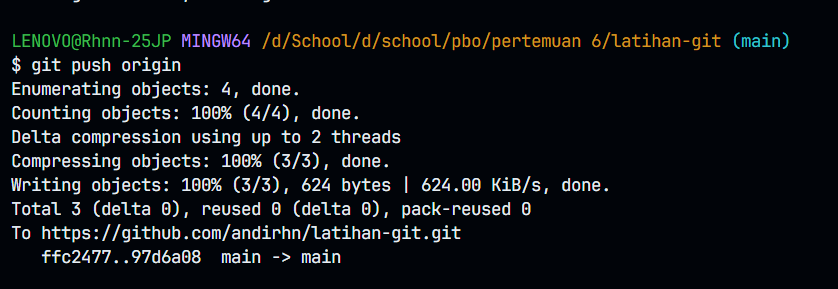 LENOVO@Rhnn-25JP MINGW64 /d/School/d/school/pbo/pertemuan 6/latihan-git (main)
$ git push origin
Enumerating objects: 4, done.
Counting objects: 100% (4/4), done.
Delta compression using up to 2 threads
Compressing objects: 100% (3/3), done.
Writing objects: 100% (3/3), 624 bytes | 624.00 KiB/s, done.
Total 3 (delta 0), reused 0 (delta 0), pack-reused 0
To https://github.com/andirhn/latihan-git.git
   ffc2477..97d6a08  main -> main